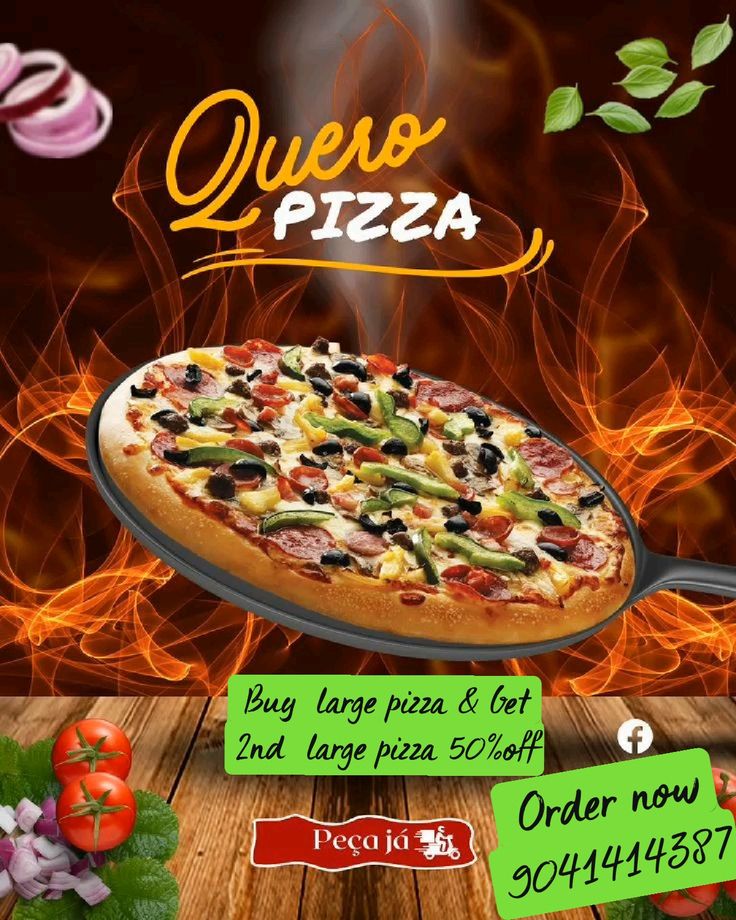 Quero
PIZZA
Buy large pizza & Get
2nd large pizza 50%off
Order now
9041414387
Peça já